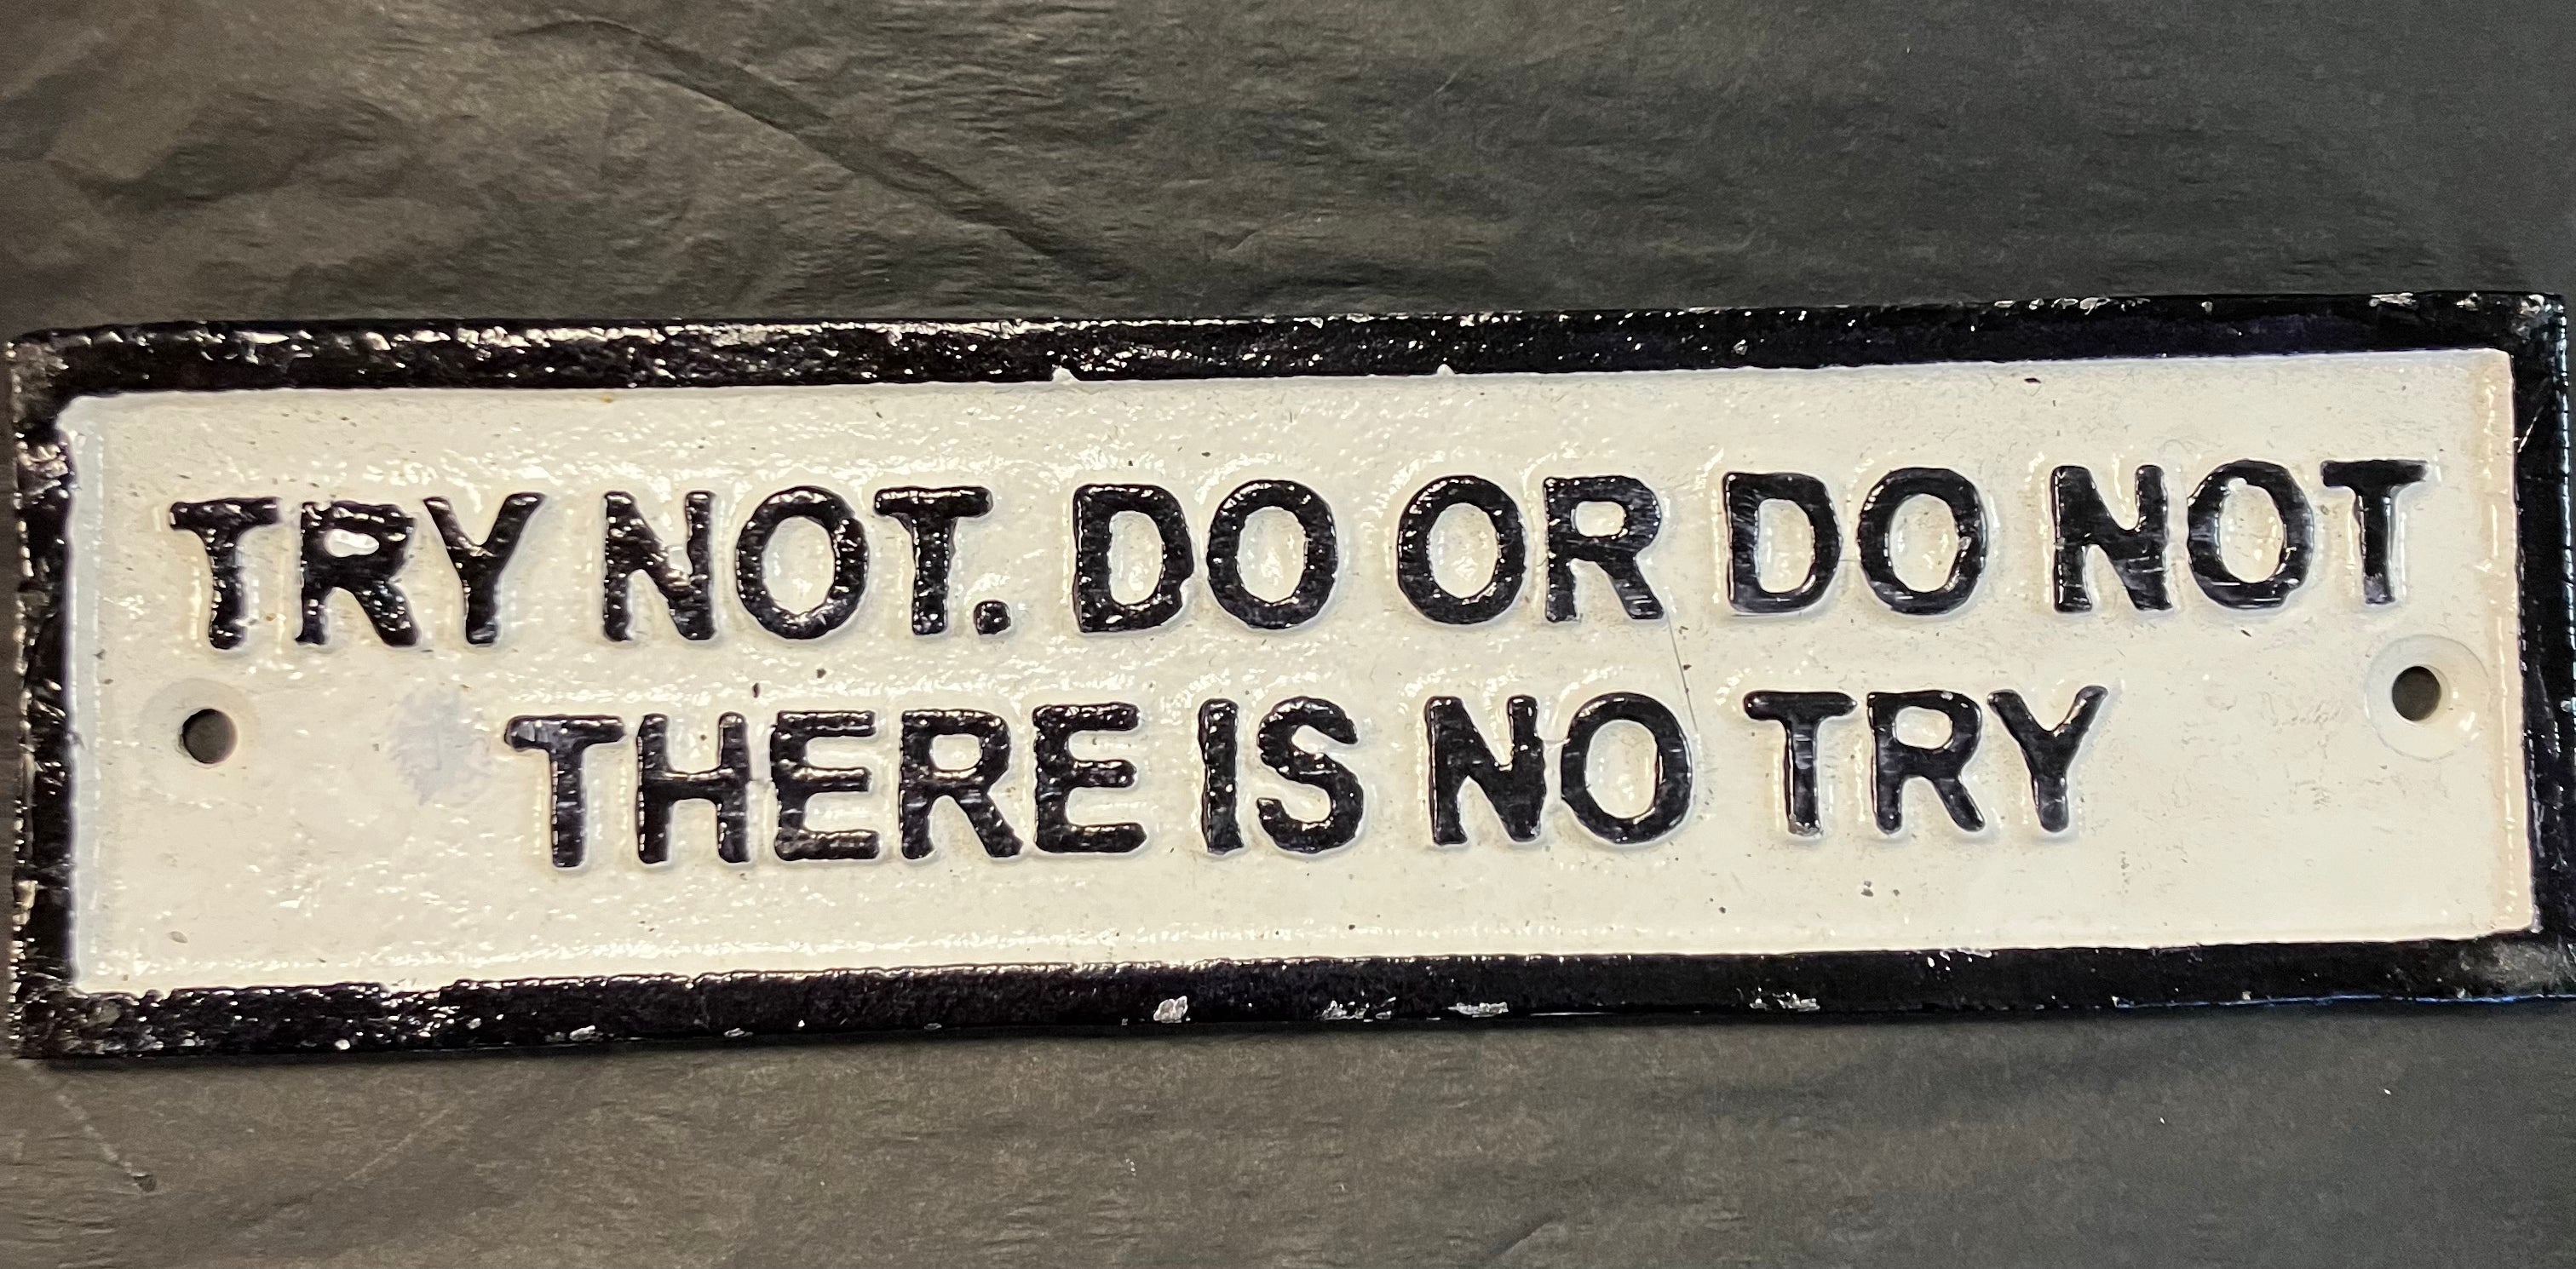 TRY NOT. DO OR DO NOT
THERE IS NO TRY